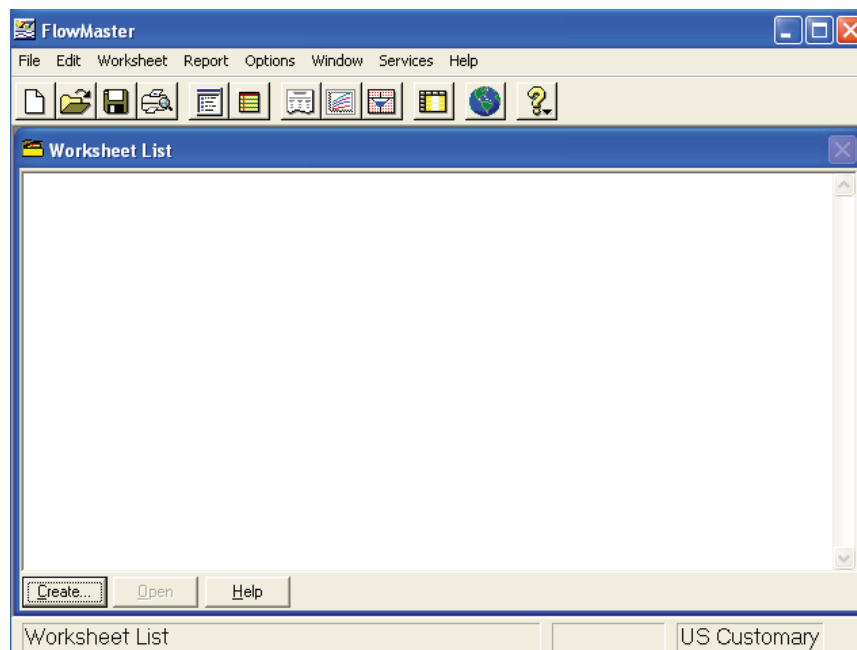 FlowMaster
File Edit Worksheet Report Options Window Services Help
Worksheet List
Create... Open Help
Worksheet List US Customary